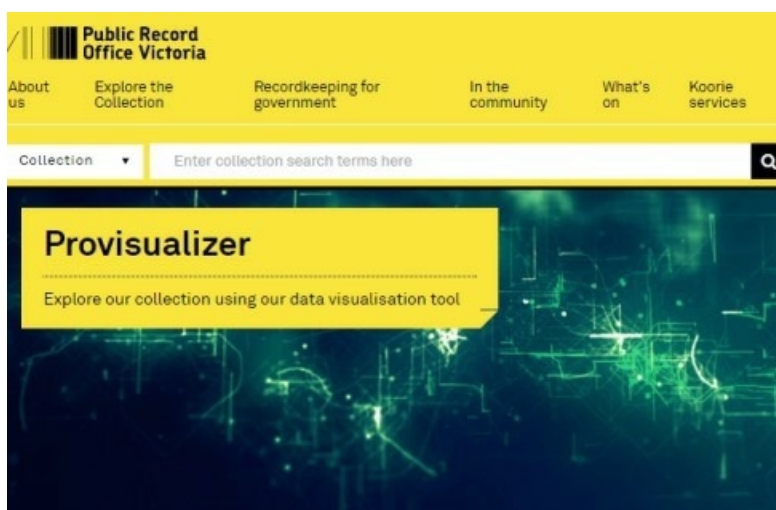 Public Record
Office Victoria
About us
Explore the Collection
Recordkeeping for government
In the community
What's on
Koorie services
Collection
Enter collection search terms here
Provisualizer
Explore our collection using our data visualisation tool